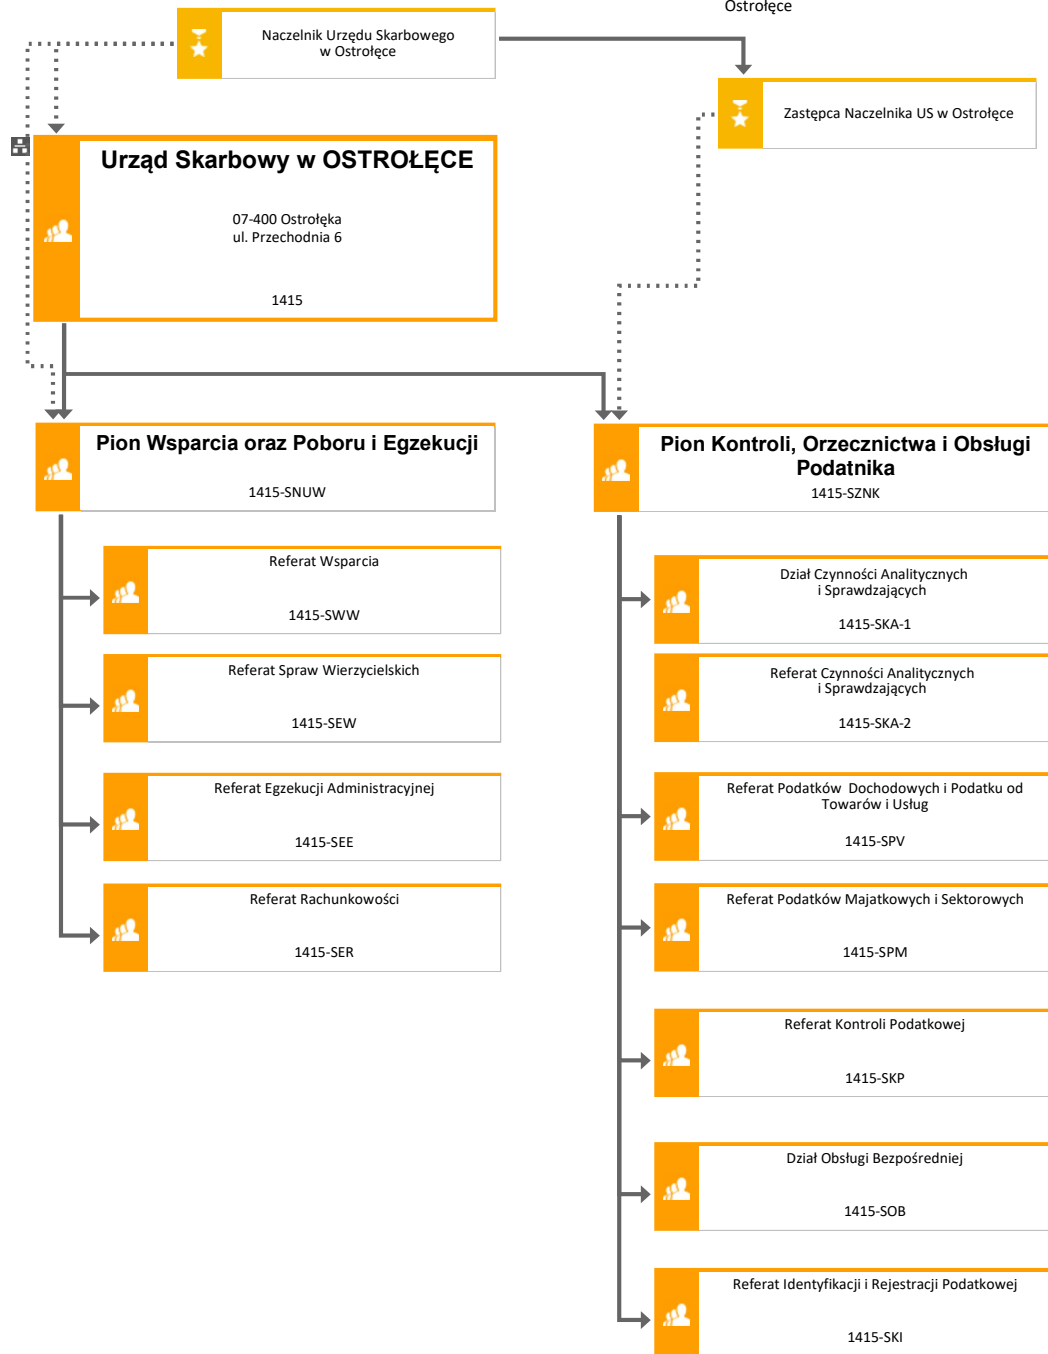 Ostrołęce
Naczelnik Urzędu Skarbowego
w Ostrołęce
Zastępca Naczelnika US w Ostrołęce
Urząd Skarbowy w OSTROŁĘCE
07-400 Ostrołęka
ul. Przechodnia 6
1415
Pion Wsparcia oraz Poboru i Egzekucji
1415-SNUW
Referat Wsparcia
1415-SWW
Referat Spraw Wierzycielskich
1415-SEW
Referat Egzekucji Administracyjnej
1415-SEE
Referat Rachunkowości
1415-SER
Pion Kontroli, Orzecznictwa i Obsługi
Podatnika
1415-SZNK
Dział Czynności Analitycznych
i Sprawdzających
1415-SKA-1
Referat Czynności Analitycznych
i Sprawdzających
1415-SKA-2
Referat Podatków  Dochodowych i Podatku od
Towarów i Usług
1415-SPV
Referat Podatków Majatkowych i Sektorowych
1415-SPM
Referat Kontroli Podatkowej
1415-SKP
Dział Obsługi Bezpośredniej
1415-SOB
Referat Identyfikacji i Rejestracji Podatkowej
1415-SKI